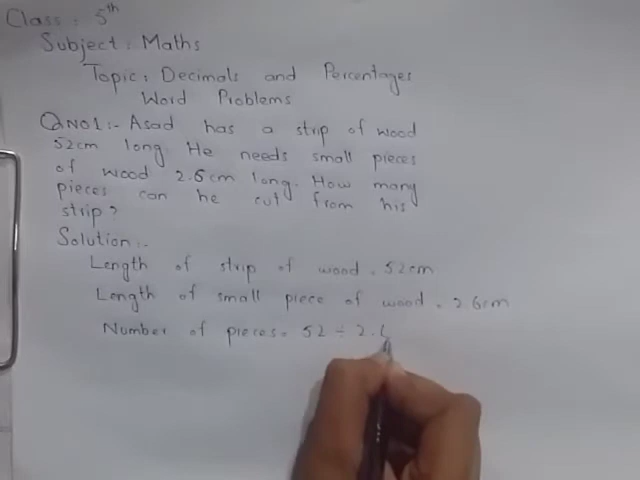 Class : 5th
Subject : Maths
Topic : Decimals and Percentages
Word Problems
QNO1:- Asad has a strip of wood
52cm long. He needs small pieces
of wood 2.6cm long. How many
pieces can he cut from his
strip?
Solution:-
Length of strip of wood = 52cm
Length of small piece of wood = 2.6cm
Number of pieces = 52 ÷ 2.6